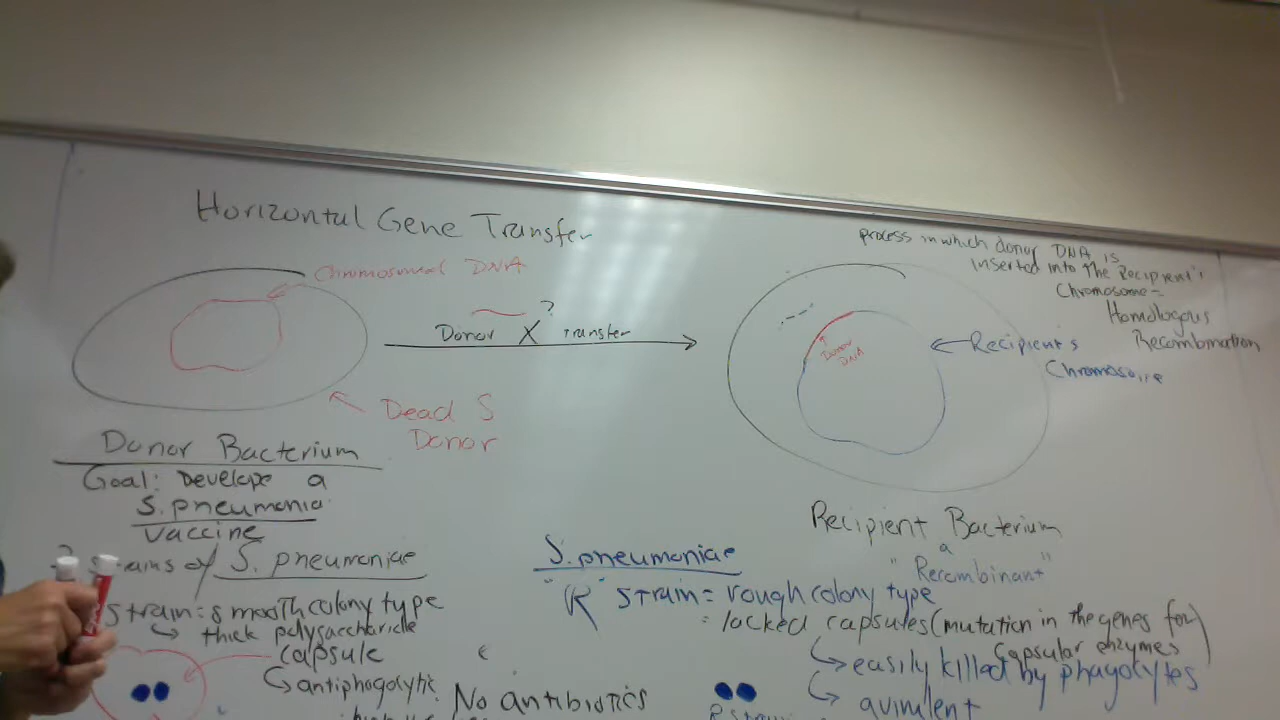 Horizontal Gene Transfer
Chromosomal DNA
Donor X ? Transfer
Dead S
Donor
Donor Bacterium
Goal: Develope a
S. pneumonia
vaccine
S. pneumoniae
strain = smooth colony type
thick polysaccharide
capsule
antiphagolytic
No antibiotics
process in which donor DNA is
inserted into the Recipient's
Chromosome =
Homologous
Recombination
Donor
DNA
Recipient's
Chromosome
Recipient Bacterium
a
"Recombinant"
S. pneumoniae
"R" strain = rough colony type
= lacked capsules (mutation in the genes for
capsular enzymes)
easily killed by phagolytes
avirulent